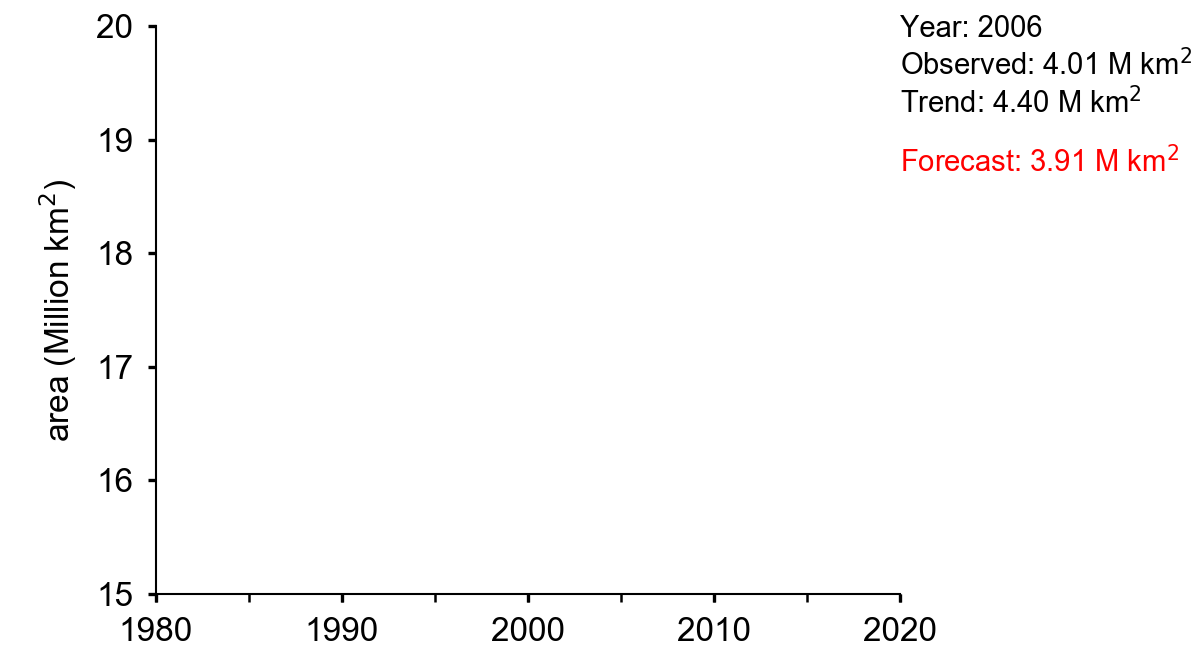 Year: 2006
Observed: 4.01 M km²
Trend: 4.40 M km²
Forecast: 3.91 M km²
area (Million km²)
20
19
18
17
16
15
1980 1990 2000 2010 2020